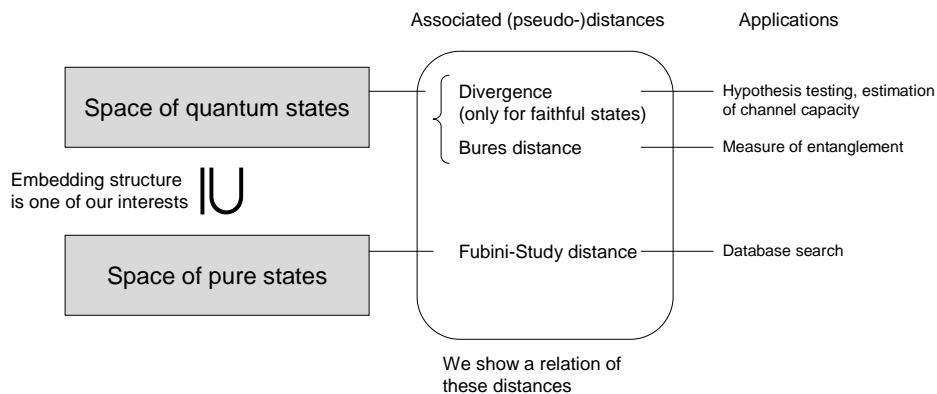 Associated (pseudo-)distances
Applications
Space of quantum states
Divergence
(only for faithful states)
Hypothesis testing, estimation
of channel capacity
Bures distance
Measure of entanglement
Embedding structure
is one of our interests
Space of pure states
Fubini-Study distance
Database search
We show a relation of
these distances